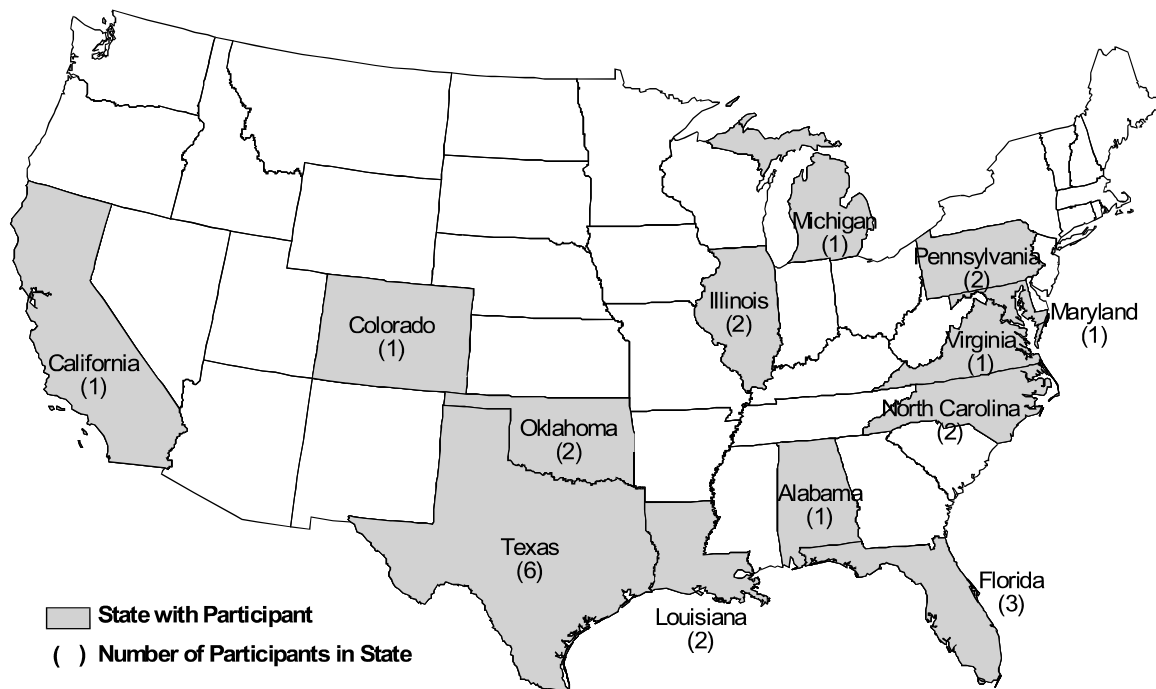 Michigan
(1)
Pennsylvania
(2)
Illinois
(2)
Maryland
(1)
Colorado
(1)
Virginia
(1)
California
(1)
North Carolina
(2)
Oklahoma
(2)
Alabama
(1)
Texas
(6)
Florida
(3)
Louisiana
(2)
State with Participant
( ) Number of Participants in State